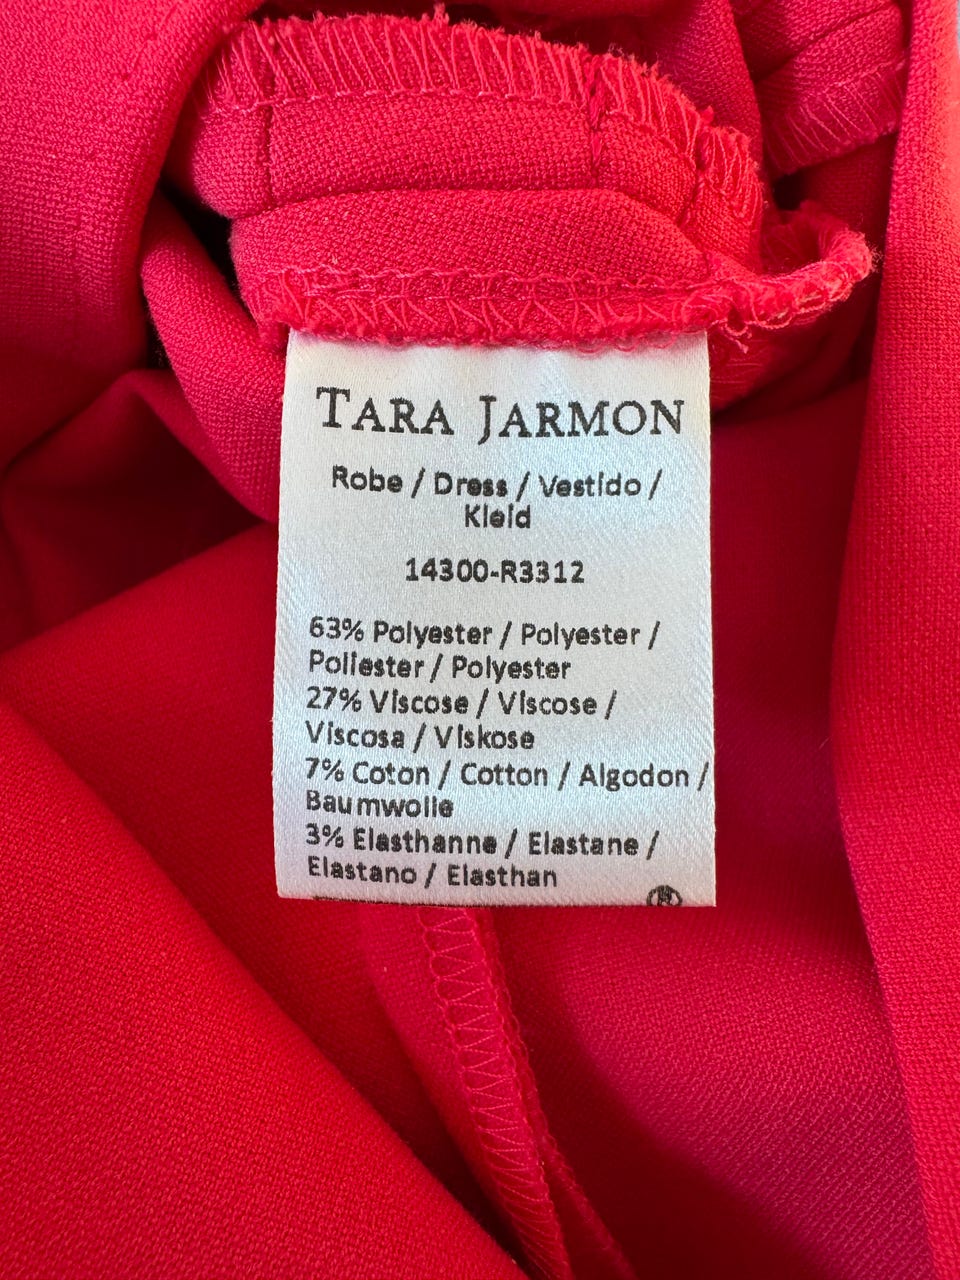 TARA JARMON
Robe / Dress / Vestido /
Kleid
14300-R3312
63% Polyester / Polyester /
Poliester / Polyester
27% Viscose / Viscose /
Viscosa / Viskose
7% Coton / Cotton / Algodon /
Baumwolle
3% Elasthanne / Elastane /
Elastano / Elasthan